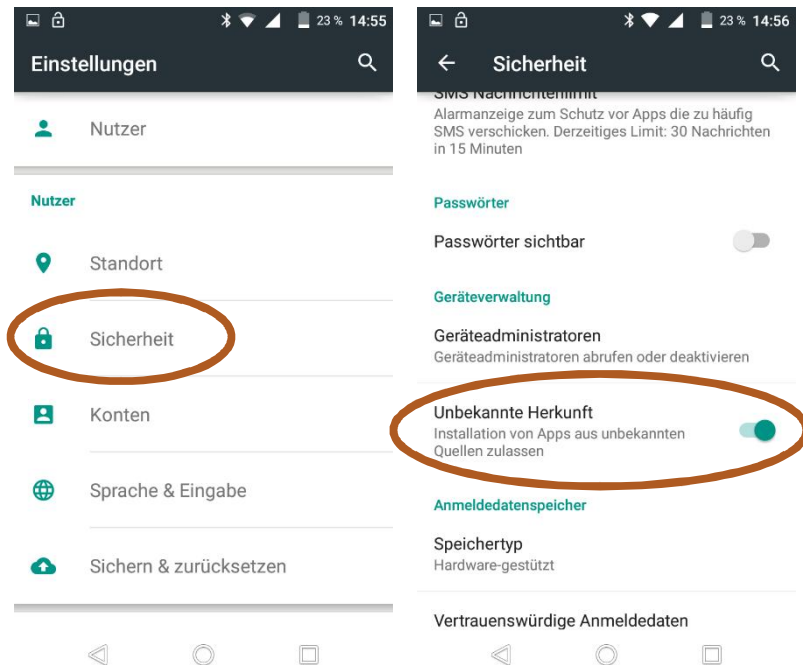 23 % 14:55
Einstellungen
Nutzer
Nutzer
Standort
Sicherheit
Konten
Sprache & Eingabe
Sichern & zurücksetzen
23 % 14:56
Sicherheit
SMS Nachrichtenlimit
Alarmanzeige zum Schutz vor Apps die zu häufig
SMS verschicken. Derzeitiges Limit: 30 Nachrichten
in 15 Minuten
Passwörter
Passwörter sichtbar
Geräteverwaltung
Geräteadministratoren
Geräteadministratoren abrufen oder deaktivieren
Unbekannte Herkunft
Installation von Apps aus unbekannten
Quellen zulassen
Anmeldedatenspeicher
Speichertyp
Hardware-gestützt
Vertrauenswürdige Anmeldedaten